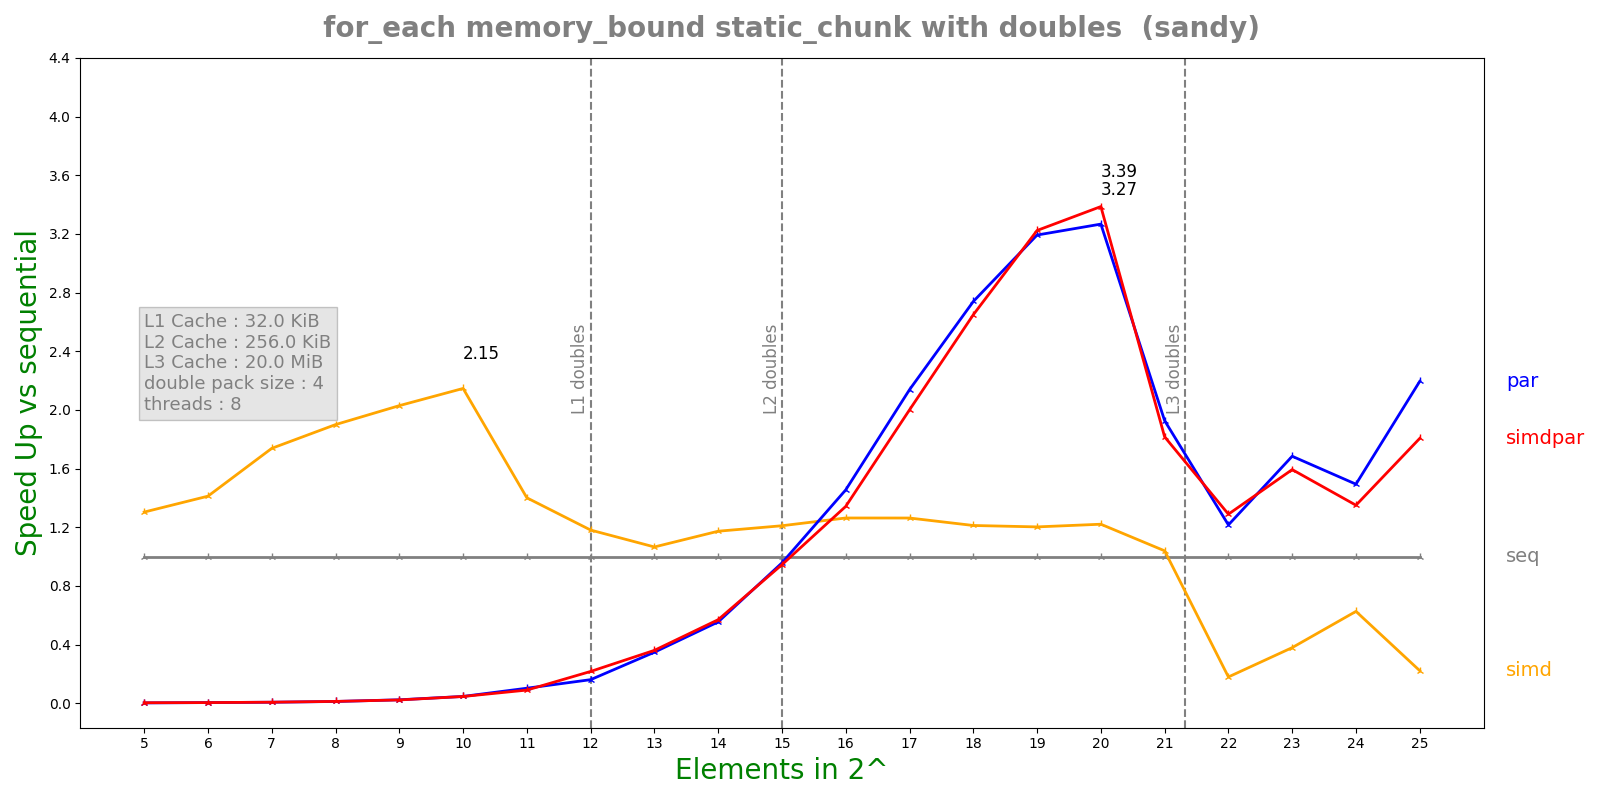 for_each memory_bound static_chunk with doubles  (sandy)
Speed Up vs sequential
4.4
4.0
3.6
3.2
2.8
2.4
2.0
1.6
1.2
0.8
0.4
0.0
L1 Cache : 32.0 KiB
L2 Cache : 256.0 KiB
L3 Cache : 20.0 MiB
double pack size : 4
threads : 8
2.15
3.39
3.27
L1 doubles
L2 doubles
L3 doubles
par
simdpar
seq
simd
5 6 7 8 9 10 11 12 13 14 15 16 17 18 19 20 21 22 23 24 25
Elements in 2^